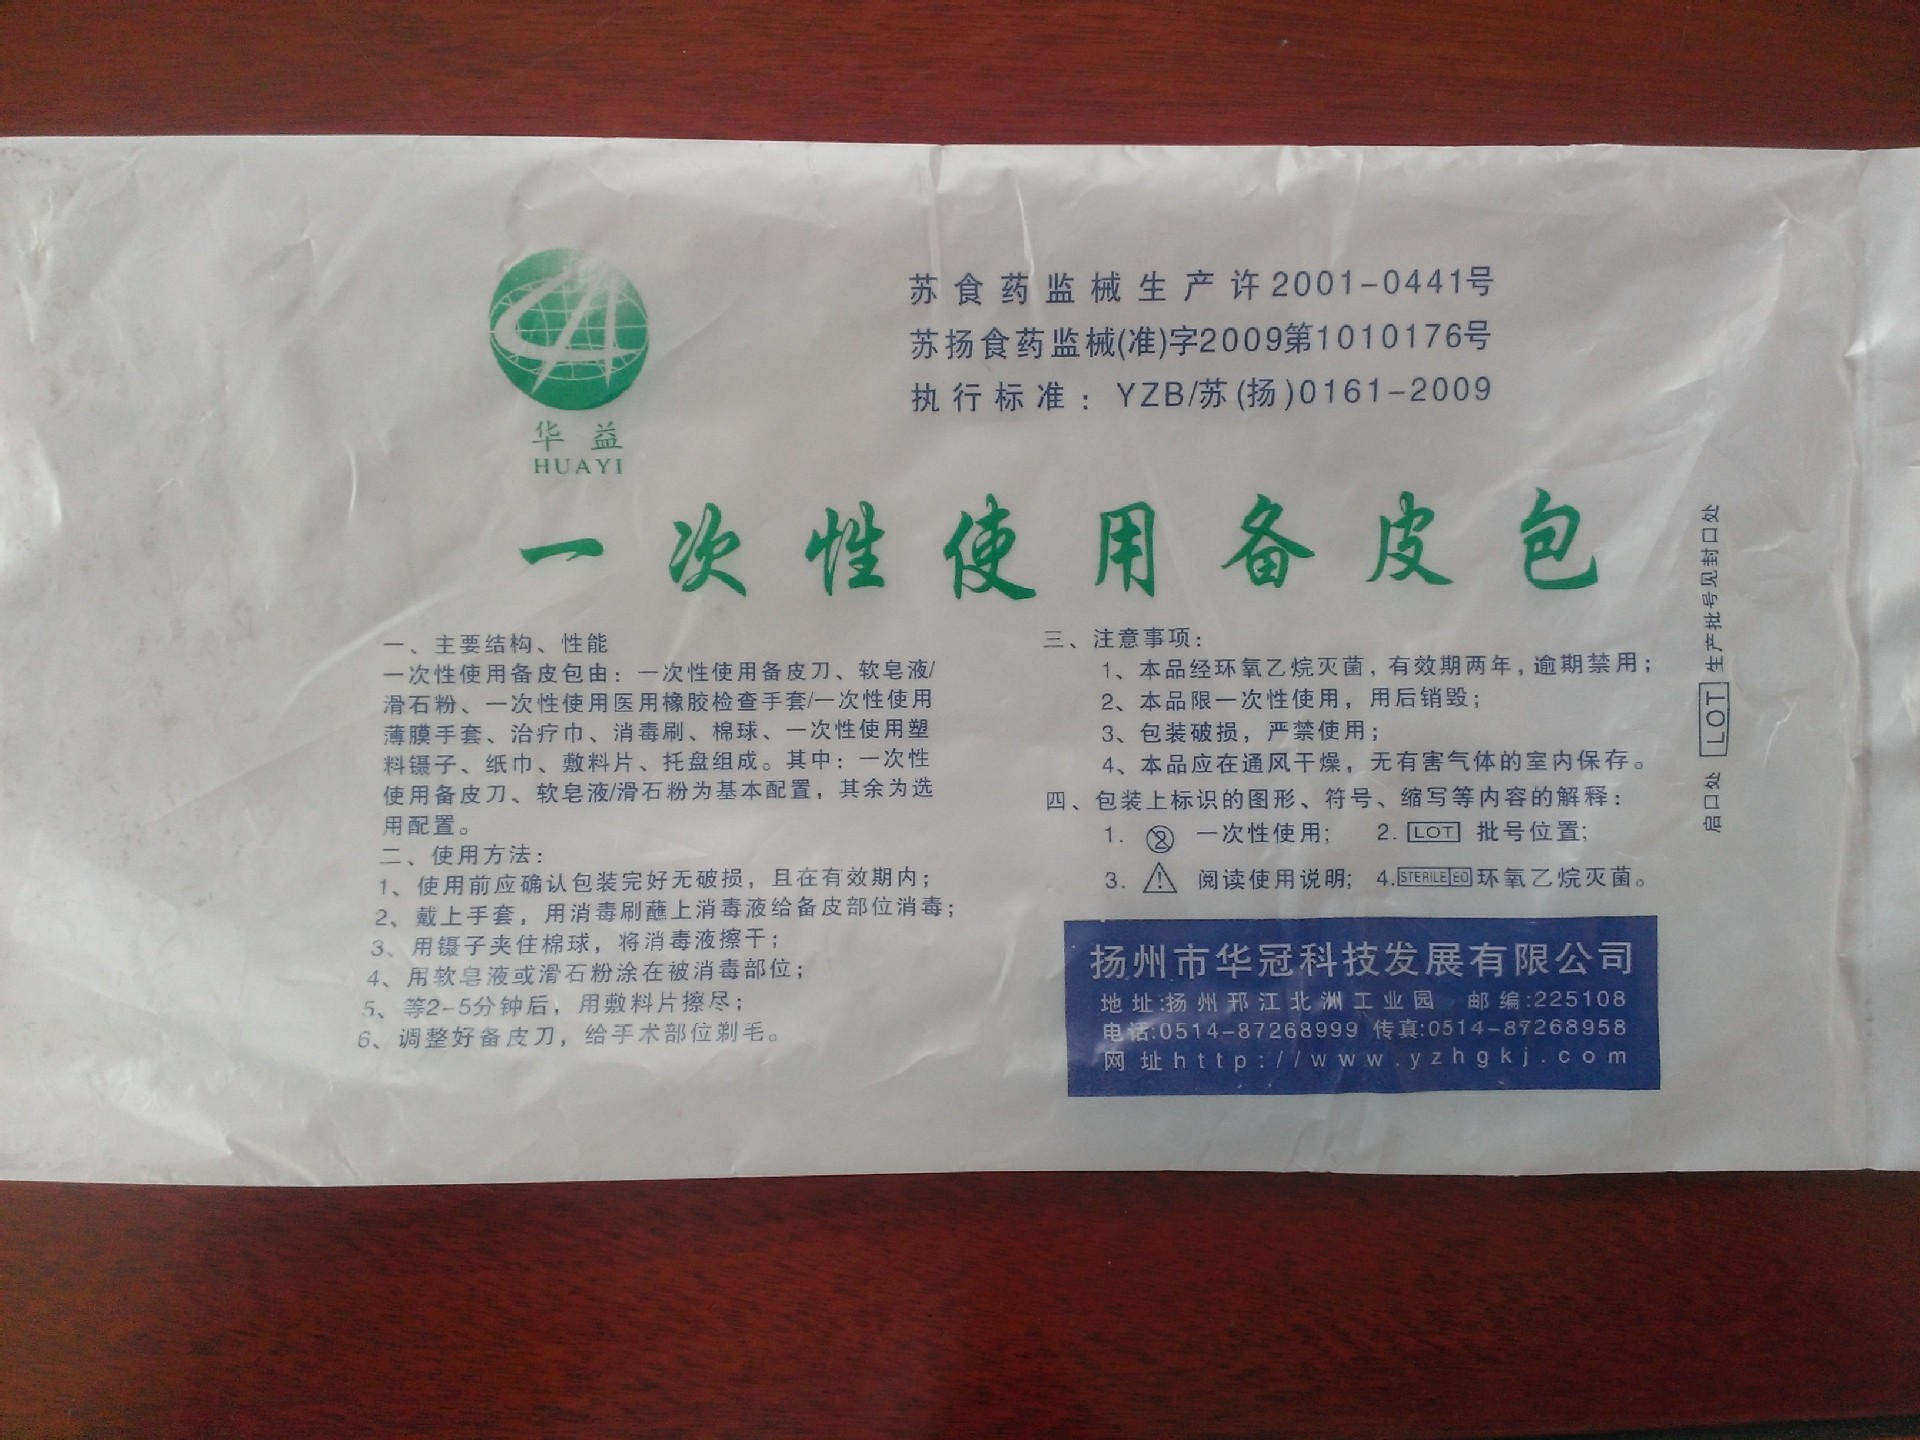 华益
HUAYI
苏食药监械生产许2001-0441号
苏扬食药监械(准)字2009第1010176号
执行标准：YZB/苏(扬)0161-2009
一次性使用备皮包
一、主要结构、性能
一次性使用备皮包由：一次性使用备皮刀、软皂液/
滑石粉、一次性使用医用橡胶检查手套/一次性使用
薄膜手套、治疗巾、消毒刷、棉球、一次性使用塑
料镊子、纸巾、敷料片、托盘组成。其中：一次性
使用备皮刀、软皂液/滑石粉为基本配置，其余为选
用配置。
二、使用方法：
1、使用前应确认包装完好无破损，且在有效期内；
2、戴上手套，用消毒刷蘸上消毒液给备皮部位消毒；
3、用镊子夹住棉球，将消毒液擦干；
4、用软皂液或滑石粉涂在被消毒部位；
5、等2-5分钟后，用敷料片擦尽；
6、调整好备皮刀，给手术部位剃毛。
三、注意事项：
1、本品经环氧乙烷灭菌，有效期两年，逾期禁用；
2、本品限一次性使用，用后销毁；
3、包装破损，严禁使用；
4、本品应在通风干燥，无有害气体的室内保存。
四、包装上标识的图形、符号、缩写等内容的解释：
1. 2 一次性使用； 2. LOT 批号位置；
3. ! 阅读使用说明； 4. STERILE EO 环氧乙烷灭菌。
扬州市华冠科技发展有限公司
地址:扬州邗江北洲工业园 邮编:225108
电话:0514-87268999 传真:0514-87268958
网址http://www.yzhgkj.com
启口处 LOT 生产批号见封口处